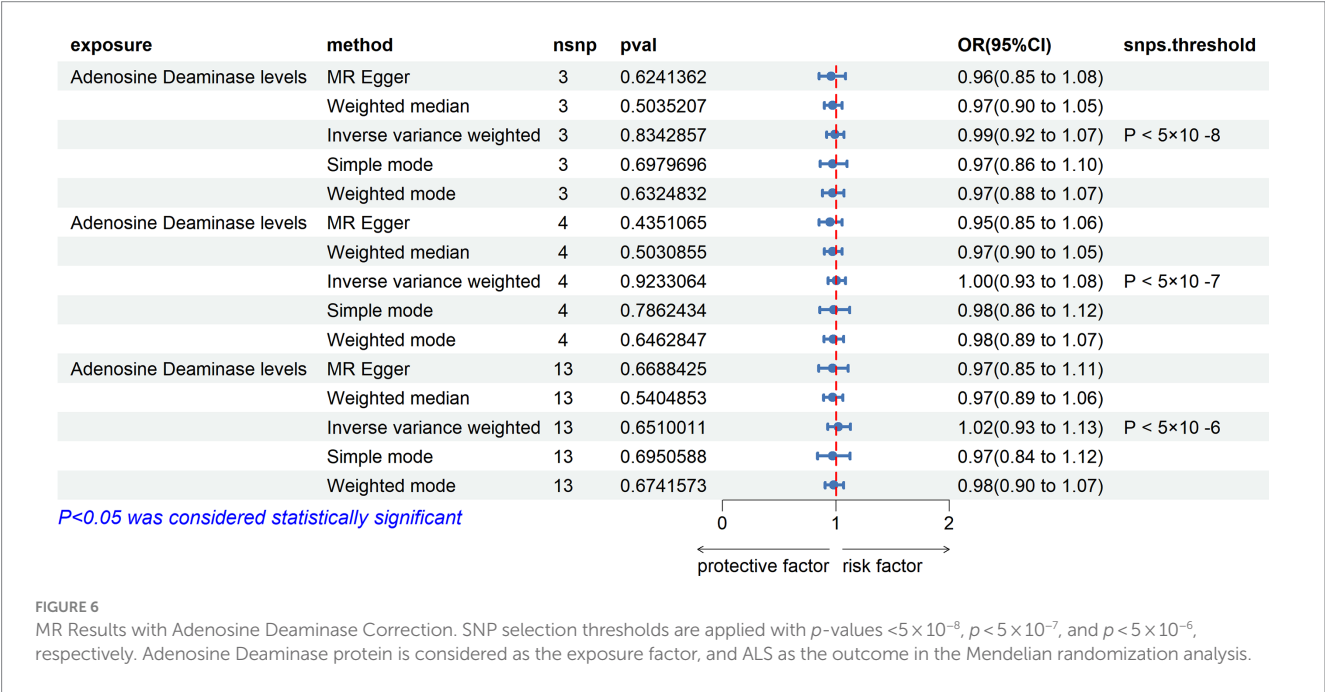 exposure method nsnp pval OR(95%CI) snps.threshold
Adenosine Deaminase levels MR Egger 3 0.6241362 0.96(0.85 to 1.08)
Weighted median 3 0.5035207 0.97(0.90 to 1.05)
Inverse variance weighted 3 0.8342857 0.99(0.92 to 1.07) P < 5×10 -8
Simple mode 3 0.6979696 0.97(0.86 to 1.10)
Weighted mode 3 0.6324832 0.97(0.88 to 1.07)
Adenosine Deaminase levels MR Egger 4 0.4351065 0.95(0.85 to 1.06)
Weighted median 4 0.5030855 0.97(0.90 to 1.05)
Inverse variance weighted 4 0.9233064 1.00(0.93 to 1.08) P < 5×10 -7
Simple mode 4 0.7862434 0.98(0.86 to 1.12)
Weighted mode 4 0.6462847 0.98(0.89 to 1.07)
Adenosine Deaminase levels MR Egger 13 0.6688425 0.97(0.85 to 1.11)
Weighted median 13 0.5404853 0.97(0.89 to 1.06)
Inverse variance weighted 13 0.6510011 1.02(0.93 to 1.13) P < 5×10 -6
Simple mode 13 0.6950588 0.97(0.84 to 1.12)
Weighted mode 13 0.6741573 0.98(0.90 to 1.07)
P<0.05 was considered statistically significant
0 1 2
protective factor risk factor
FIGURE 6
MR Results with Adenosine Deaminase Correction. SNP selection thresholds are applied with p-values <5×10⁻⁸, p<5×10⁻⁷, and p<5×10⁻⁶,
respectively. Adenosine Deaminase protein is considered as the exposure factor, and ALS as the outcome in the Mendelian randomization analysis.